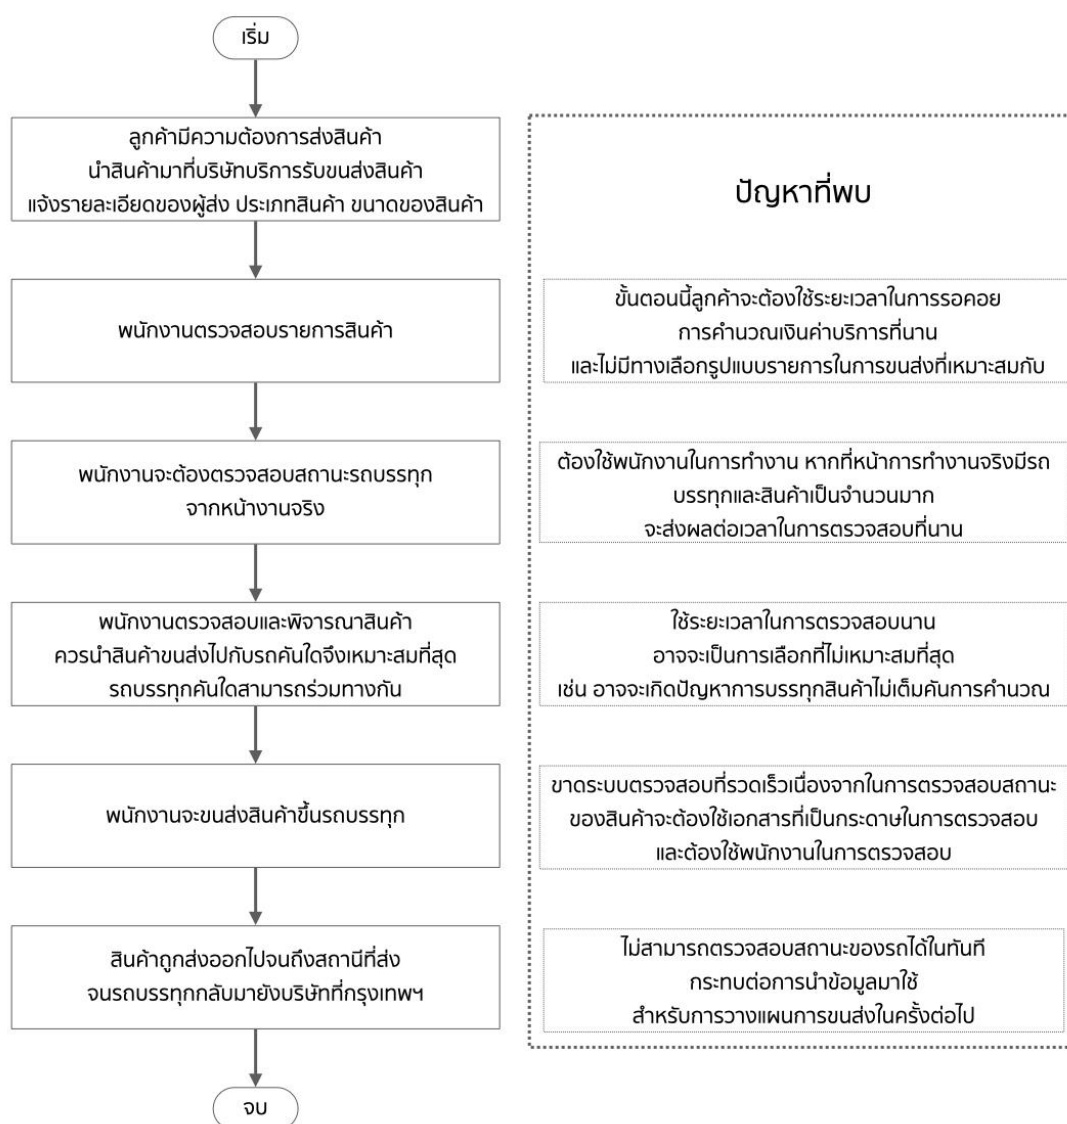 เริ่ม
ลูกค้ามีความต้องการส่งสินค้า
นำสินค้ามาที่บริษัทบริการรับขนส่งสินค้า
แจ้งรายละเอียดของผู้ส่ง ประเภทสินค้า ขนาดของสินค้า
ปัญหาที่พบ
พนักงานตรวจสอบรายการสินค้า
ขั้นตอนนี้ลูกค้าจะต้องใช้ระยะเวลาในการรอคอย
การคำนวณเงินค่าบริการที่นาน
และไม่มีทางเลือกรูปแบบรายการในการขนส่งที่เหมาะสมกับ
พนักงานจะต้องตรวจสอบสถานะรถบรรทุก
จากหน้างานจริง
ต้องใช้พนักงานในการทำงาน หากที่หน้าการทำงานจริงมีรถ
บรรทุกและสินค้าเป็นจำนวนมาก
จะส่งผลต่อเวลาในการตรวจสอบที่นาน
พนักงานตรวจสอบและพิจารณาสินค้า
ควรนำสินค้าขนส่งไปกับรถคันใดจึงเหมาะสมที่สุด
รถบรรทุกคันใดสามารถร่วมทางกัน
ใช้ระยะเวลาในการตรวจสอบนาน
อาจจะเป็นการเลือกที่ไม่เหมาะสมที่สุด
เช่น อาจจะเกิดปัญหาการบรรทุกสินค้าไม่เต็มคันการคำนวณ
พนักงานจะขนส่งสินค้าขึ้นรถบรรทุก
ขาดระบบตรวจสอบที่รวดเร็วเนื่องจากในการตรวจสอบสถานะ
ของสินค้าจะต้องใช้เอกสารที่เป็นกระดาษในการตรวจสอบ
และต้องใช้พนักงานในการตรวจสอบ
สินค้าถูกส่งออกไปจนถึงสถานีที่ส่ง
จนรถบรรทุกกลับมายังบริษัทที่กรุงเทพฯ
ไม่สามารถตรวจสอบสถานะของรถได้ในทันที
กระทบต่อการนำข้อมูลมาใช้
สำหรับการวางแผนการขนส่งในครั้งต่อไป
จบ